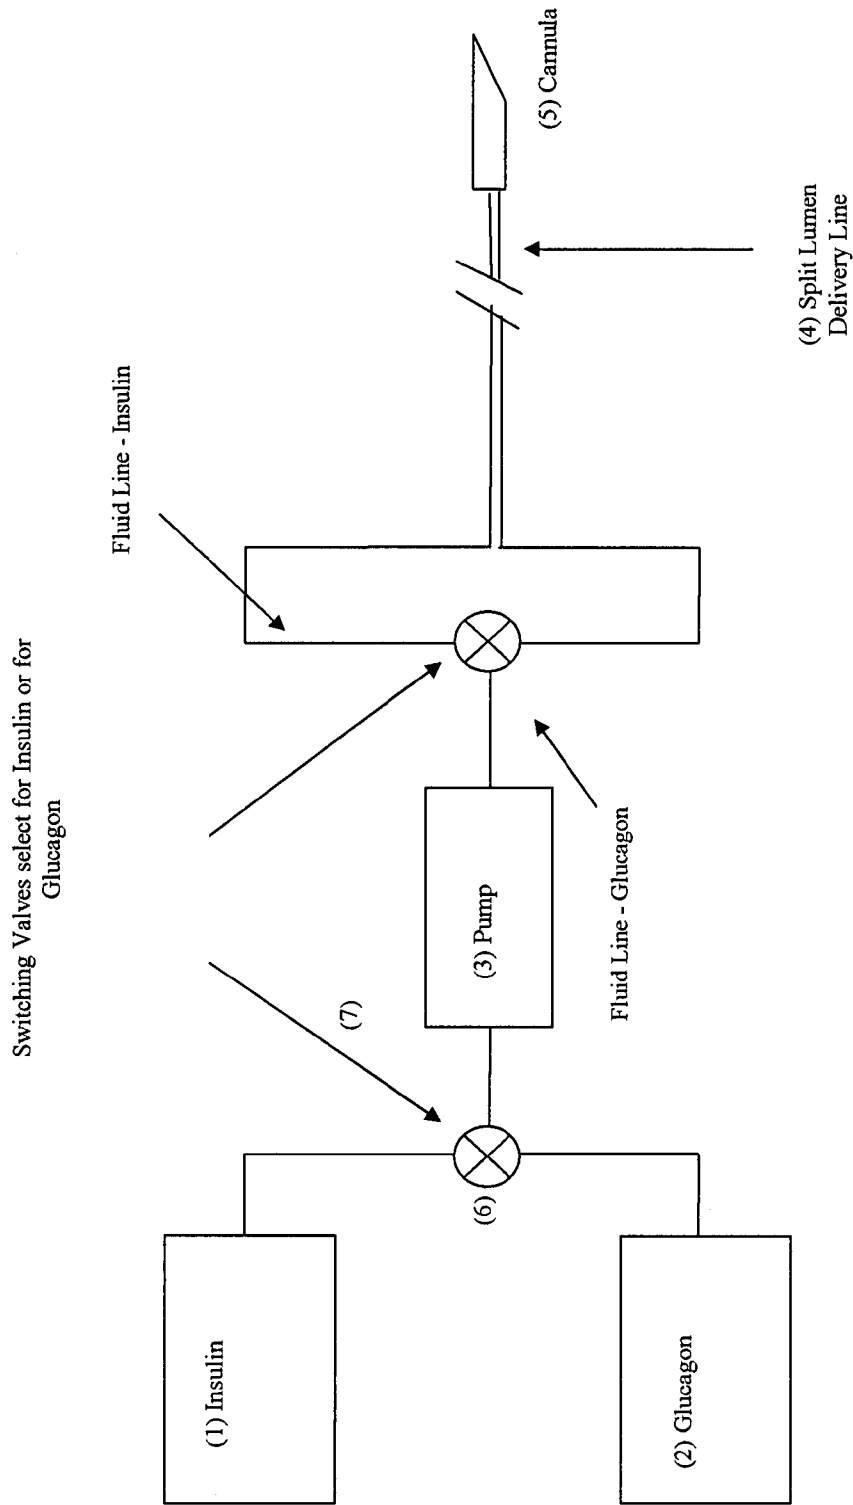 Switching Valves select for Insulin or for
Glucagon
Fluid Line - Insulin
(7)
(1) Insulin
(6)
(3) Pump
(5) Cannula
Fluid Line - Glucagon
(2) Glucagon
(4) Split Lumen
Delivery Line